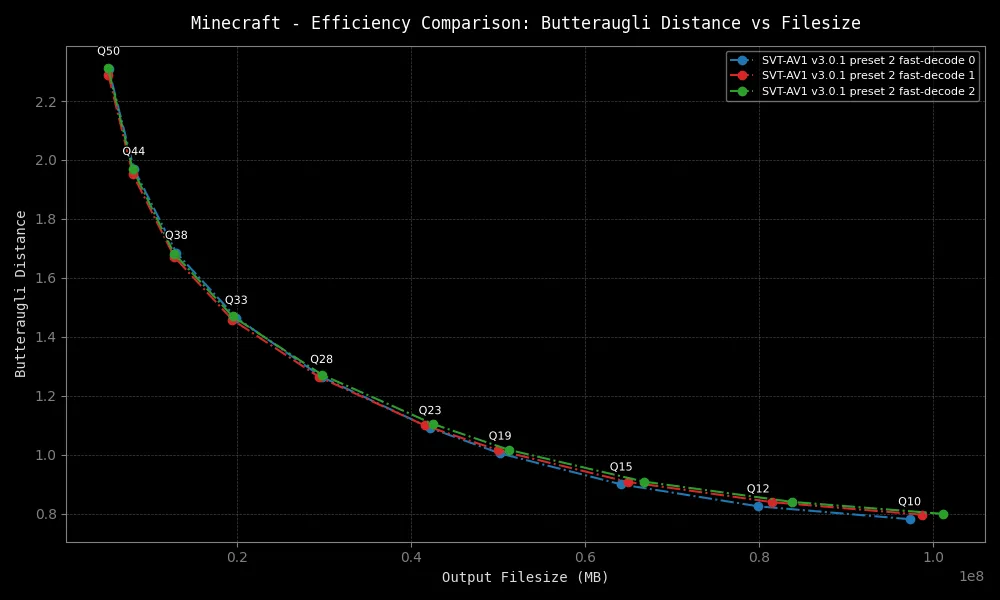 Minecraft - Efficiency Comparison: Butteraugli Distance vs Filesize
SVT-AV1 v3.0.1 preset 2 fast-decode 0
SVT-AV1 v3.0.1 preset 2 fast-decode 1
SVT-AV1 v3.0.1 preset 2 fast-decode 2
Butteraugli Distance
2.2
2.0
1.8
1.6
1.4
1.2
1.0
0.8
Q50
Q44
Q38
Q33
Q28
Q23
Q19
Q15
Q12
Q10
0.2
0.4
0.6
0.8
1.0
1e8
Output Filesize (MB)